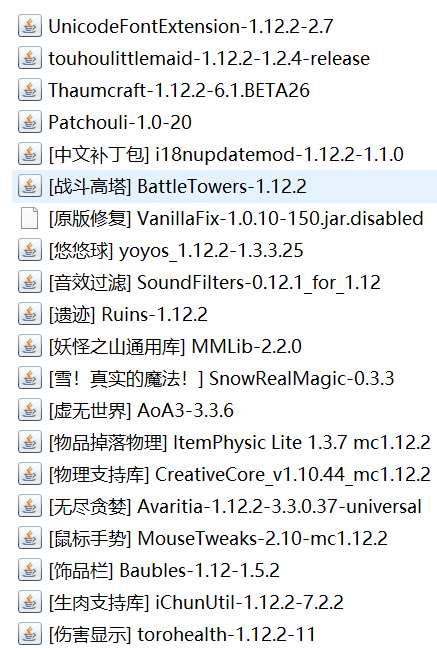 UnicodeFontExtension-1.12.2-2.7
touhoulittlemaid-1.12.2-1.2.4-release
Thaumcraft-1.12.2-6.1.BETA26
Patchouli-1.0-20
[中文补丁包] i18nupdatemod-1.12.2-1.1.0
[战斗高塔] BattleTowers-1.12.2
[原版修复] VanillaFix-1.0.10-150.jar.disabled
[悠悠球] yoyos_1.12.2-1.3.3.25
[音效过滤] SoundFilters-0.12.1_for_1.12
[遗迹] Ruins-1.12.2
[妖怪之山通用库] MMLib-2.2.0
[雪！真实的魔法！] SnowRealMagic-0.3.3
[虚无世界] AoA3-3.3.6
[物品掉落物理] ItemPhysic Lite 1.3.7 mc1.12.2
[物理支持库] CreativeCore_v1.10.44_mc1.12.2
[无尽贪婪] Avaritia-1.12.2-3.3.0.37-universal
[鼠标手势] MouseTweaks-2.10-mc1.12.2
[饰品栏] Baubles-1.12-1.5.2
[生肉支持库] iChunUtil-1.12.2-7.2.2
[伤害显示] torohealth-1.12.2-11